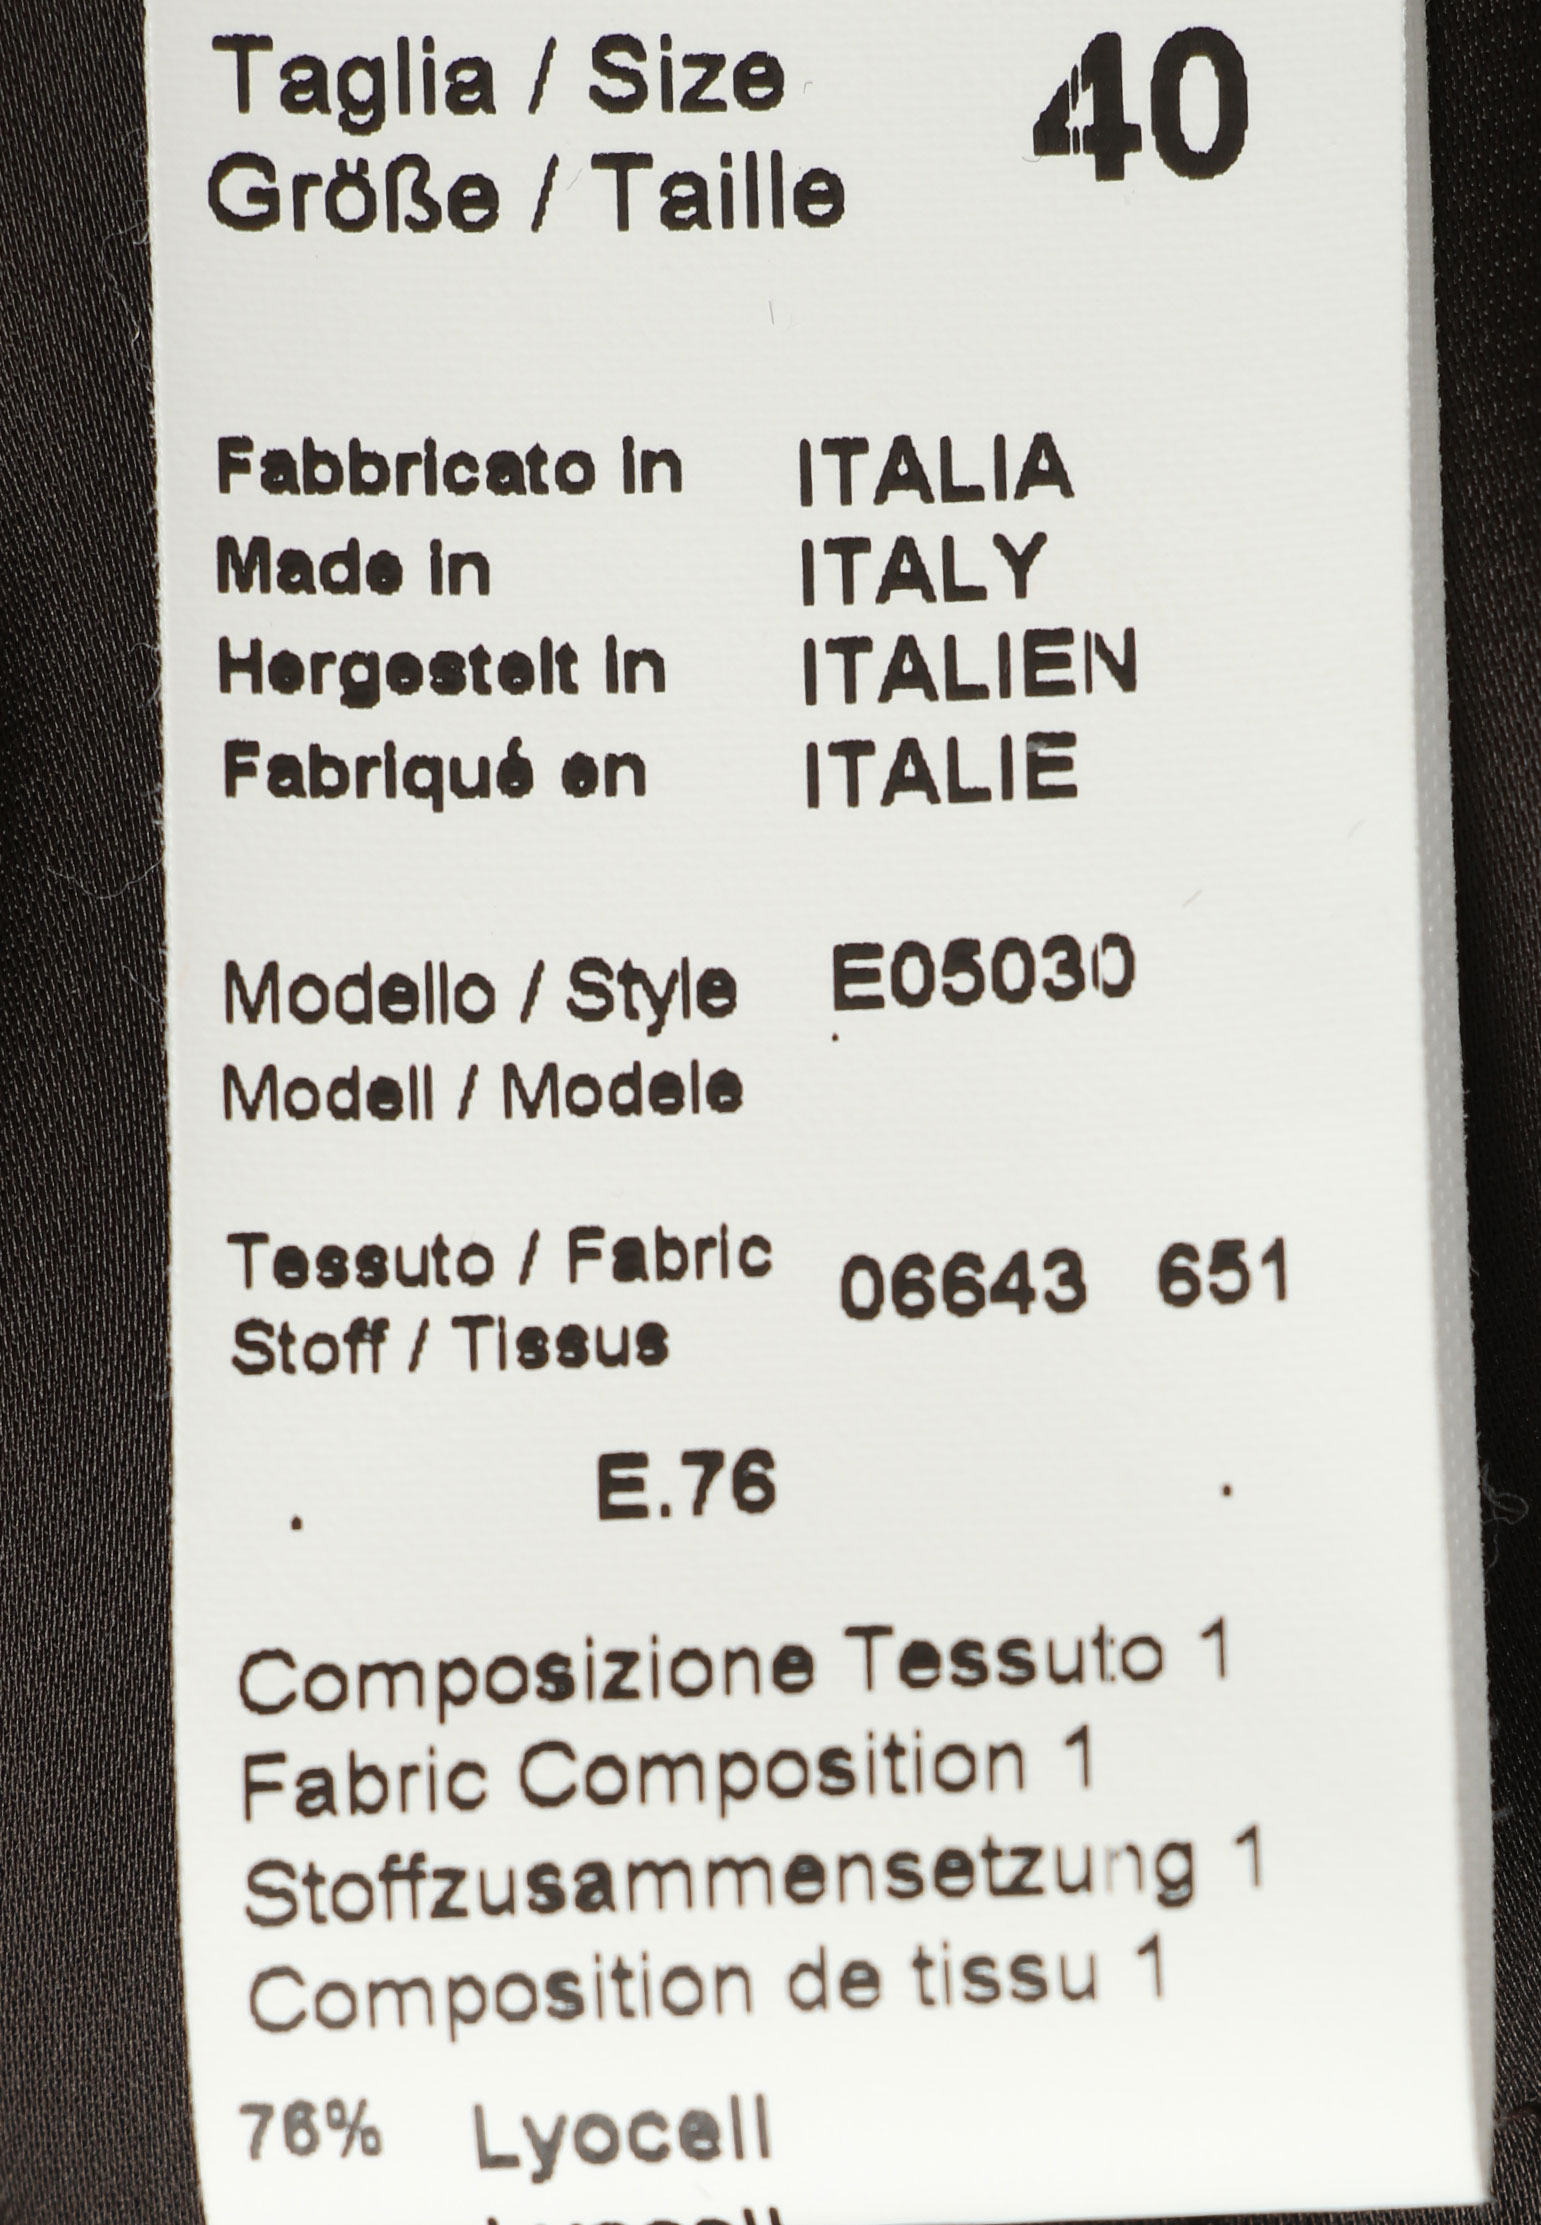 Taglia / Size 40
Größe / Taille
Fabbricato in ITALIA
Made in ITALY
Hergestelt in ITALIEN
Fabriqué en ITALIE
Modello / Style E05030
Modell / Modele
Tessuto / Fabric 06643 651
Stoff / Tissus
. E.76 .
Composizione Tessuto 1
Fabric Composition 1
Stoffzusammensetzung 1
Composition de tissu 1
76% Lyocell